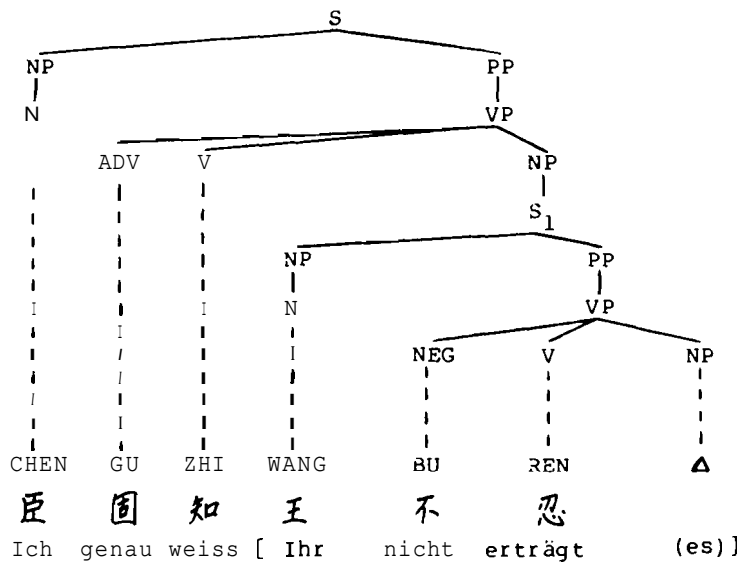 S
NP PP
N VP
ADV V NP
S1
NP PP
N VP
NEG V NP
CHEN GU ZHI WANG BU REN Δ
臣 固 知 王 不 忍
Ich genau weiss [ Ihr nicht erträgt (es)]